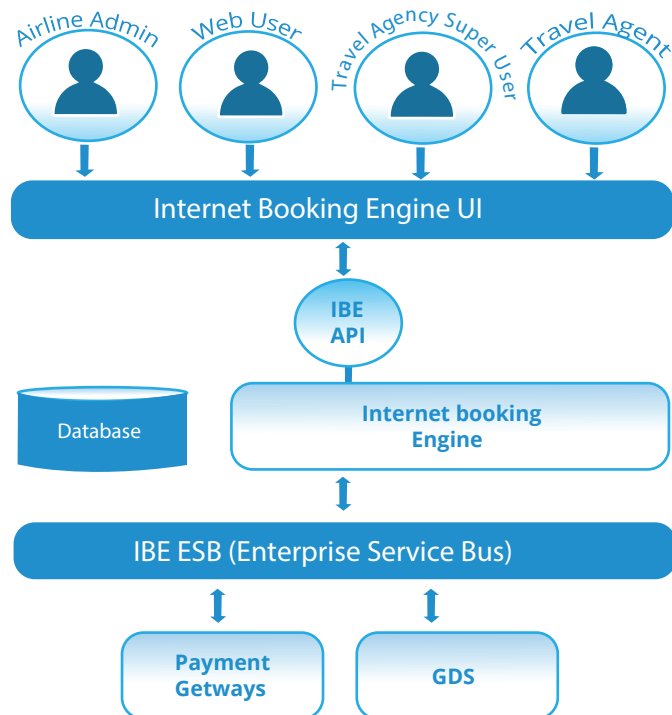 Airline Admin
Web User
Travel Agency Super User
Travel Agent
Internet Booking Engine UI
IBE
API
Database
Internet booking
Engine
IBE ESB (Enterprise Service Bus)
Payment
Getways
GDS